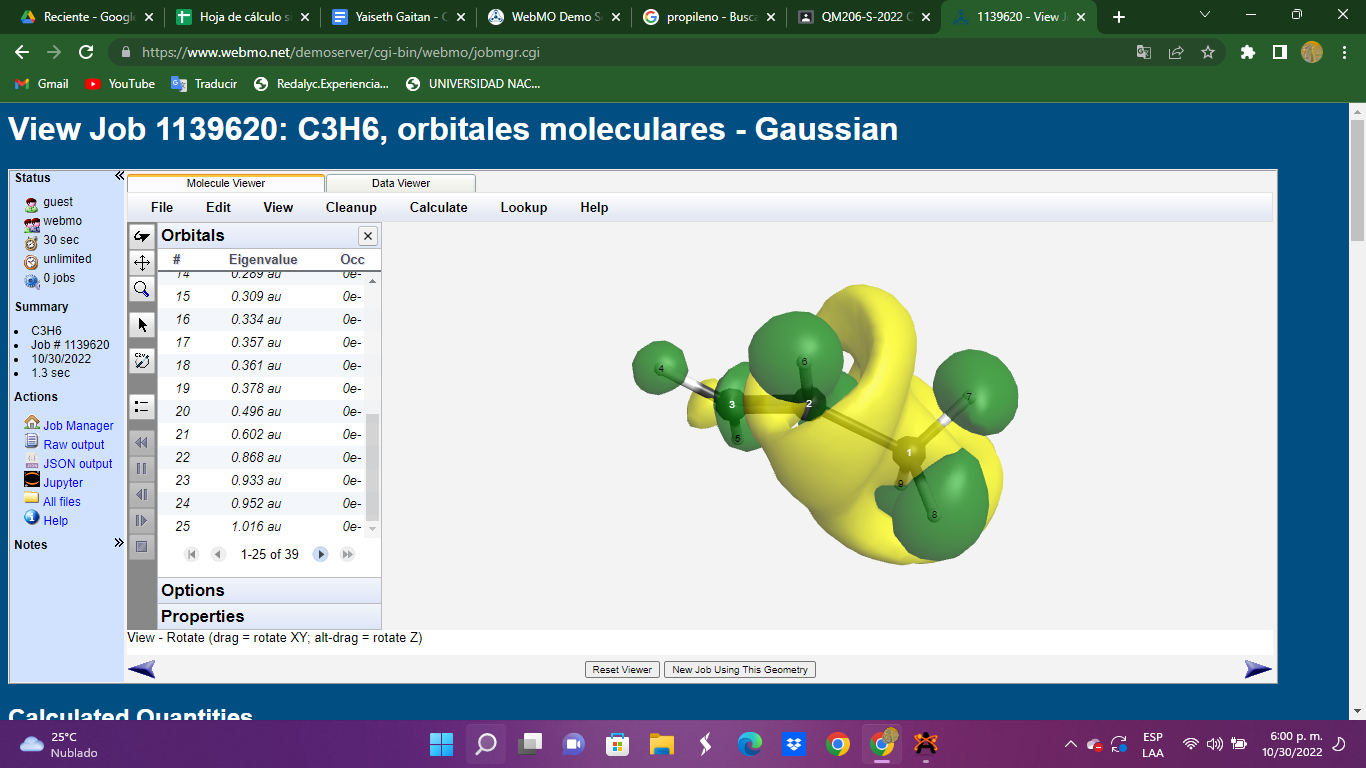 Reciente - Google
Hoja de cálculo si
Yaiseth Gaitan - C
WebMO Demo Se
propileno - Busca
QM206-S-2022 C
1139620 - View J
https://www.webmo.net/demoserver/cgi-bin/webmo/jobmgr.cgi
Gmail
YouTube
Traducir
Redalyc.Experiencia...
UNIVERSIDAD NAC...
View Job 1139620: C3H6, orbitales moleculares - Gaussian
Status
guest
webmo
30 sec
unlimited
0 jobs
Summary
C3H6
Job # 1139620
10/30/2022
1.3 sec
Actions
Job Manager
Raw output
JSON output
Jupyter
All files
Help
Notes
Molecule Viewer
Data Viewer
File Edit View Cleanup Calculate Lookup Help
Orbitals
# Eigenvalue Occ
14 0.289 au 0e-
15 0.309 au 0e-
16 0.334 au 0e-
17 0.357 au 0e-
18 0.361 au 0e-
19 0.378 au 0e-
20 0.496 au 0e-
21 0.602 au 0e-
22 0.868 au 0e-
23 0.933 au 0e-
24 0.952 au 0e-
25 1.016 au 0e-
1-25 of 39
Options
Properties
4
6
3
2
5
7
1
9
8
View - Rotate (drag = rotate XY; alt-drag = rotate Z)
Reset Viewer
New Job Using This Geometry
Calculated Quantities
25°C
Nublado
ESP
LAA
6:00 p. m.
10/30/2022